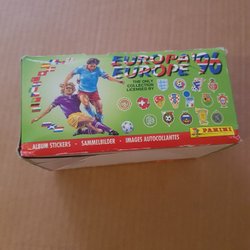 EUROPA '96
EUROPE '96
THE ONLY
COLLECTION
LICENSED BY:
PANINI
ALBUM STICKERS - SAMMELBILDER - IMAGES AUTOCOLLANTES